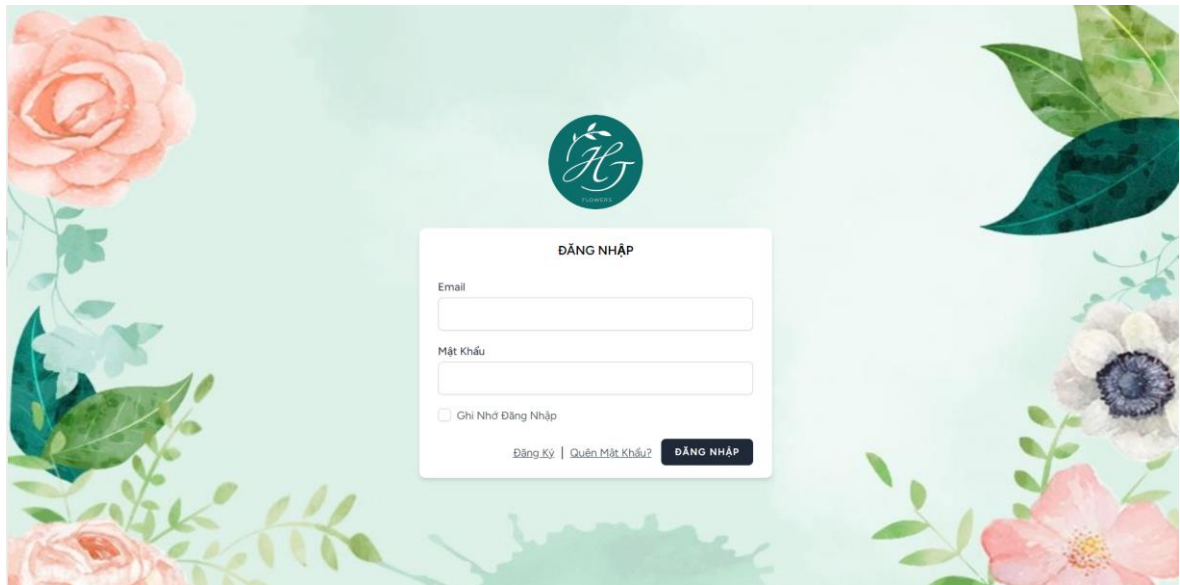 HT
FLOWERS
ĐĂNG NHẬP
Email
Mật Khẩu
Ghi Nhớ Đăng Nhập
Đăng Ký | Quên Mật Khẩu? ĐĂNG NHẬP